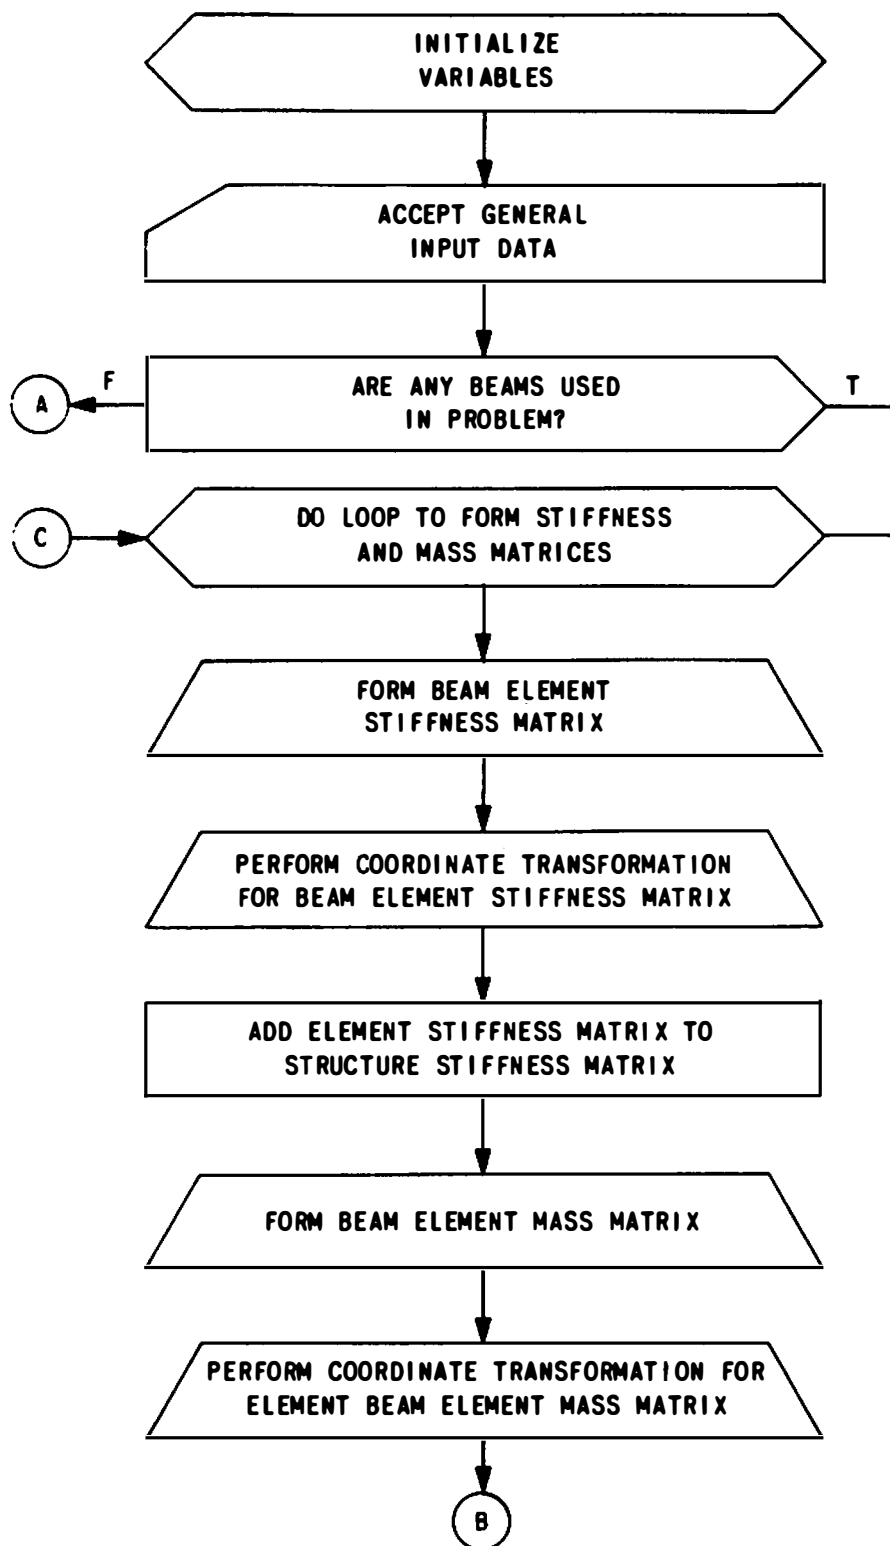 INITIALIZE
VARIABLES
ACCEPT GENERAL
INPUT DATA
A
F
ARE ANY BEAMS USED
IN PROBLEM?
T
C
DO LOOP TO FORM STIFFNESS
AND MASS MATRICES
FORM BEAM ELEMENT
STIFFNESS MATRIX
PERFORM COORDINATE TRANSFORMATION
FOR BEAM ELEMENT STIFFNESS MATRIX
ADD ELEMENT STIFFNESS MATRIX TO
STRUCTURE STIFFNESS MATRIX
FORM BEAM ELEMENT MASS MATRIX
PERFORM COORDINATE TRANSFORMATION FOR
ELEMENT BEAM ELEMENT MASS MATRIX
B